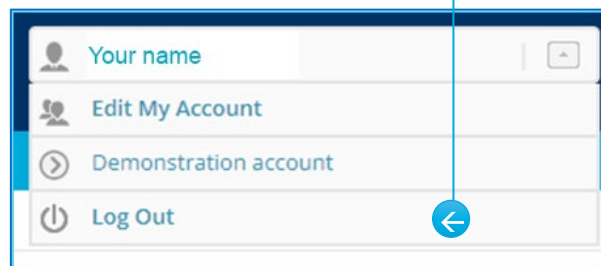 Your name
Edit My Account
Demonstration account
Log Out